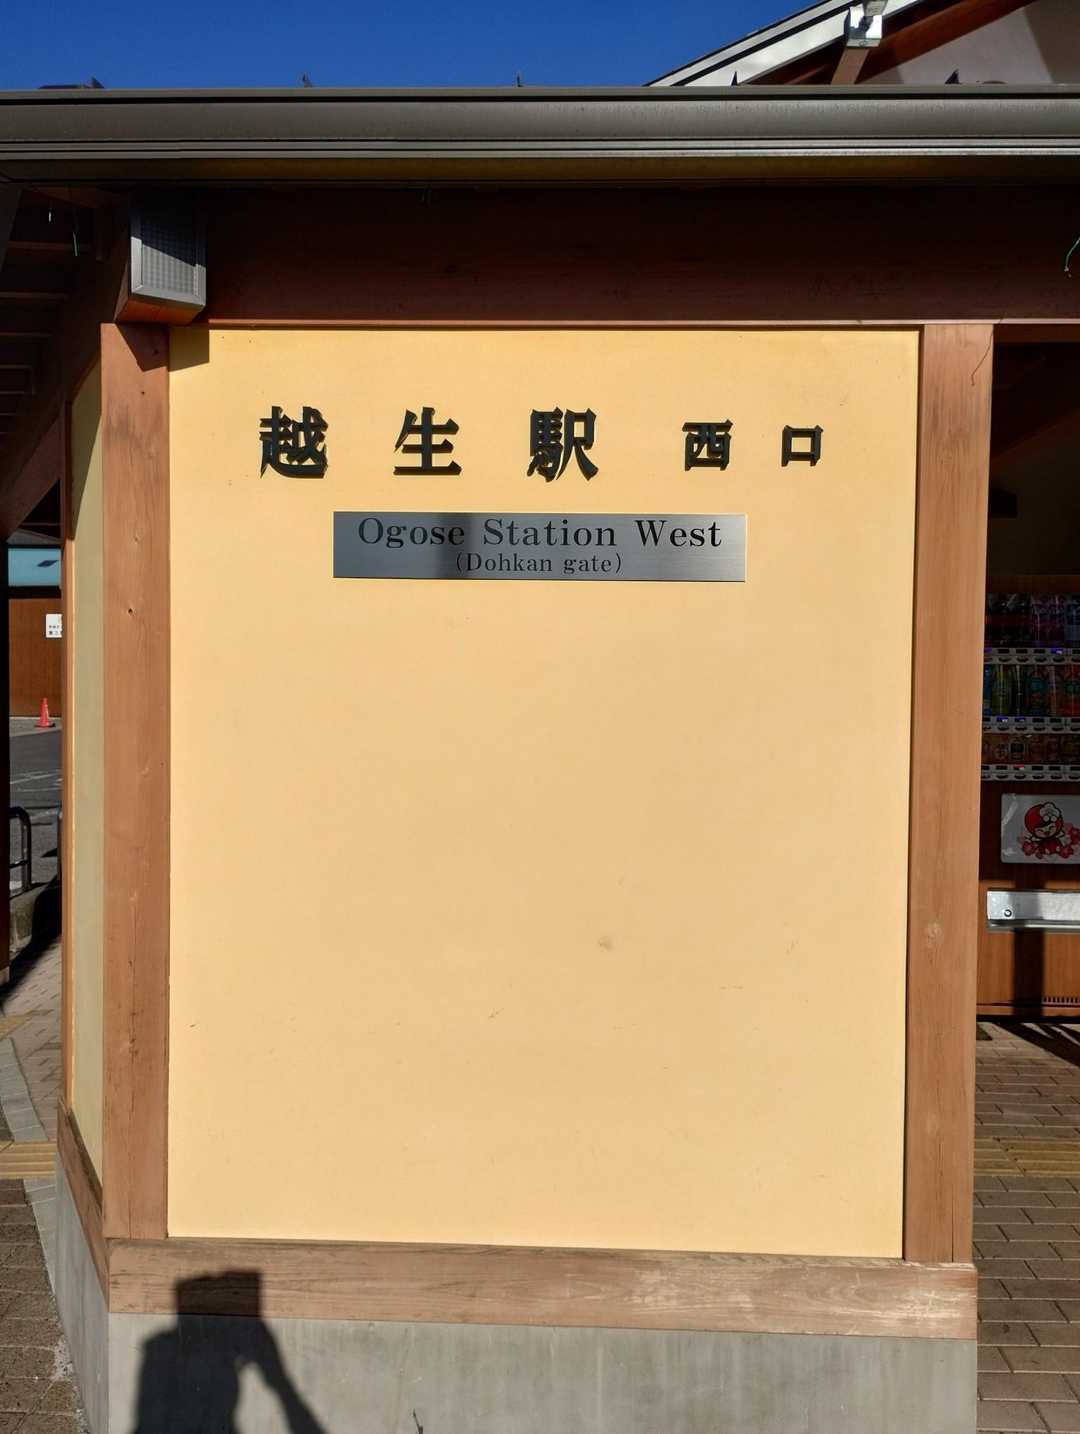 越生駅 西口
Ogose Station West
(Dohkan gate)